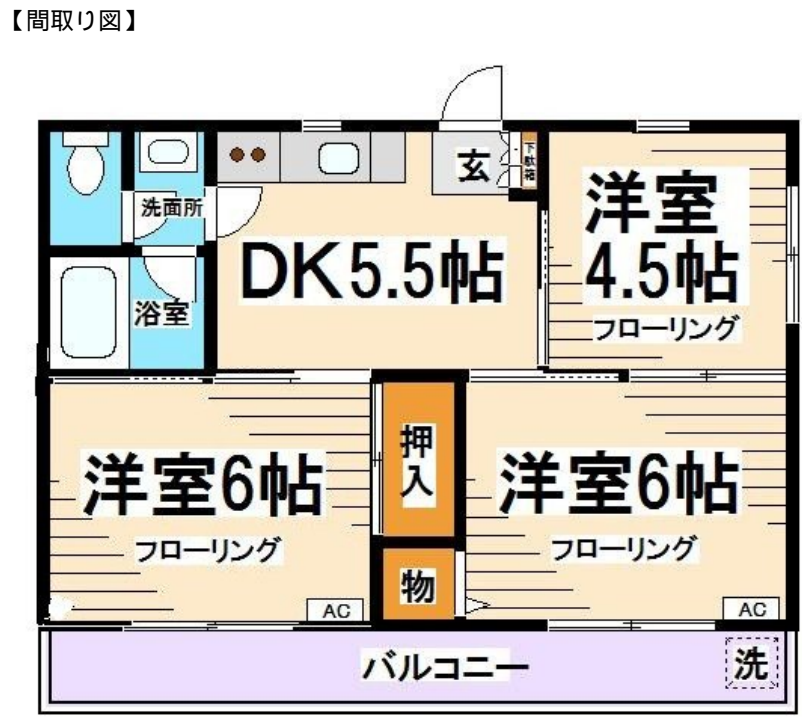 【間取り図】
玄
下駄箱
洗面所
洋室
4.5帖
フローリング
DK5.5帖
浴室
押入
洋室6帖
フローリング
AC
洋室6帖
フローリング
AC
物
バルコニー
洗